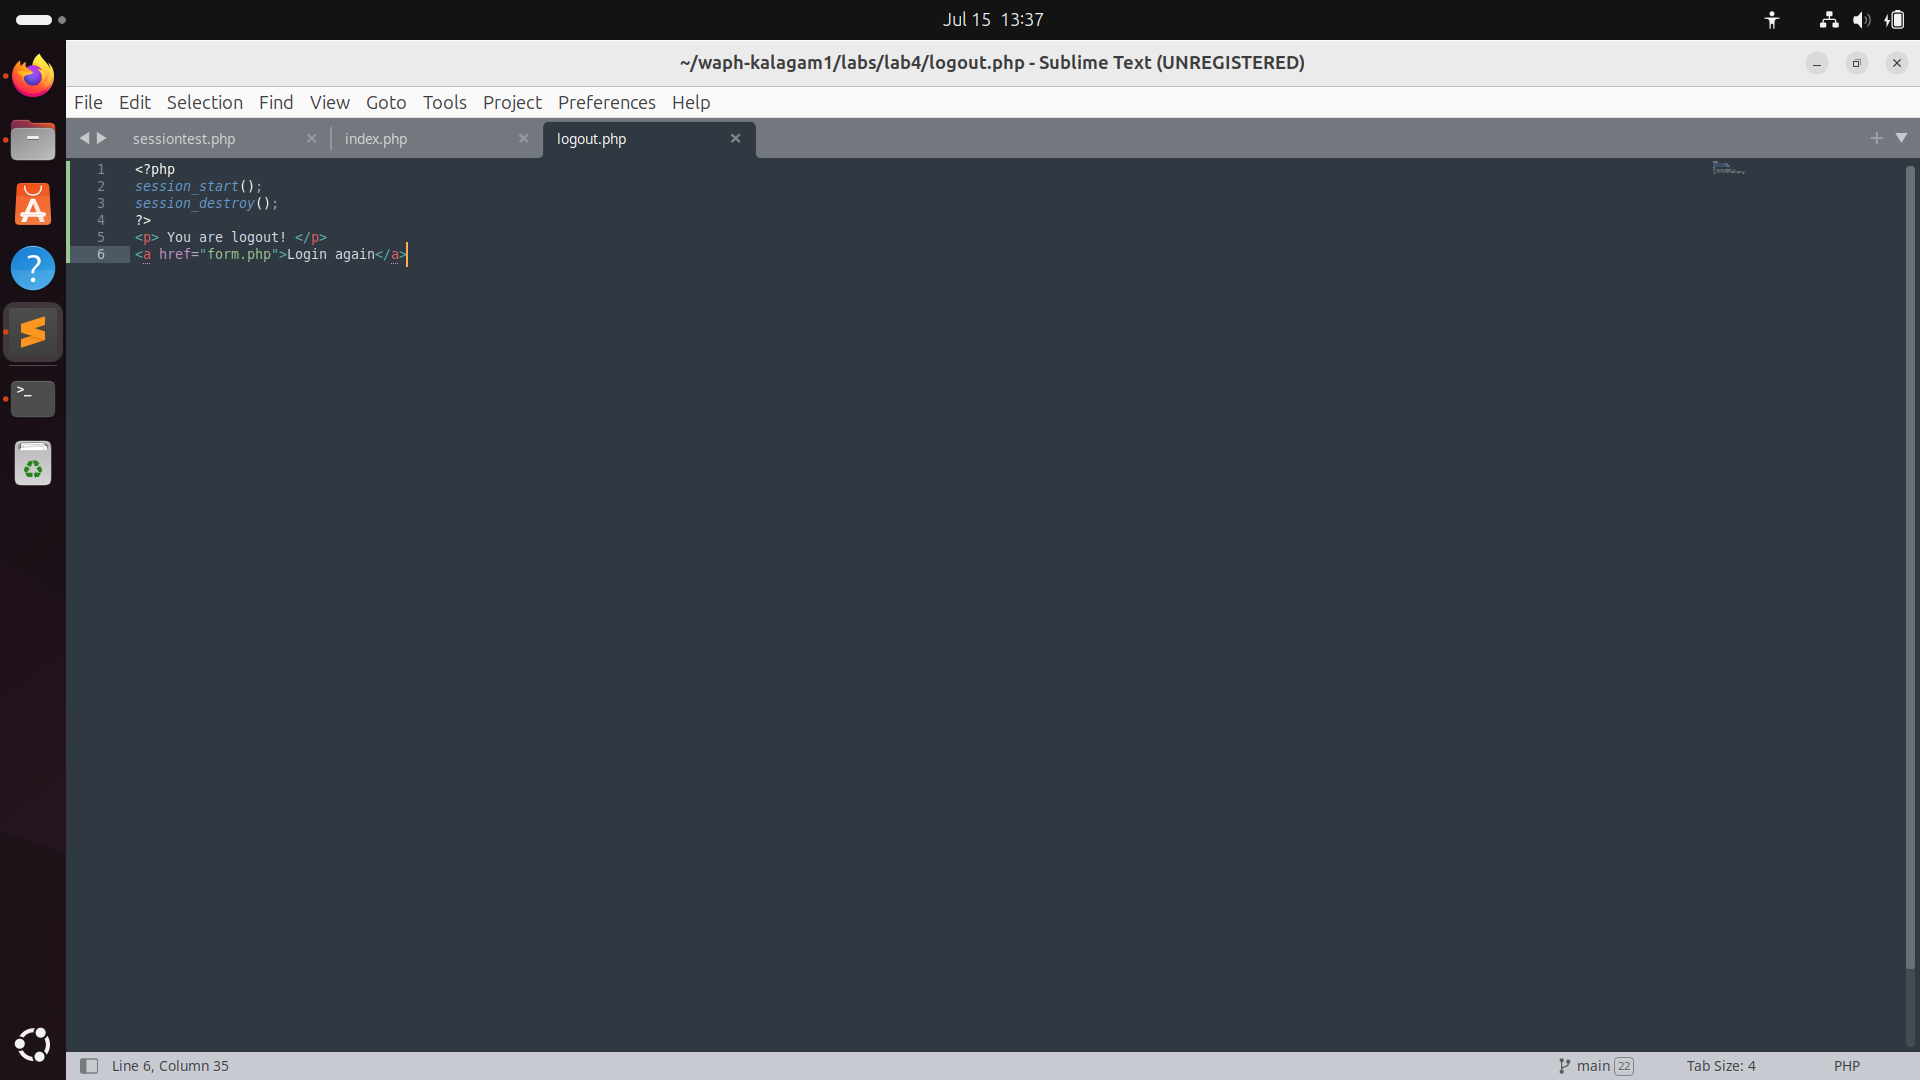 Jul 15 13:37
~/waph-kalagam1/labs/lab4/logout.php - Sublime Text (UNREGISTERED)
File Edit Selection Find View Goto Tools Project Preferences Help
sessiontest.php index.php logout.php
1 <?php
2 session_start();
3 session_destroy();
4 ?>
5 <p> You are logout! </p>
6 <a href="form.php">Login again</a>
Line 6, Column 35 main 22 Tab Size: 4 PHP